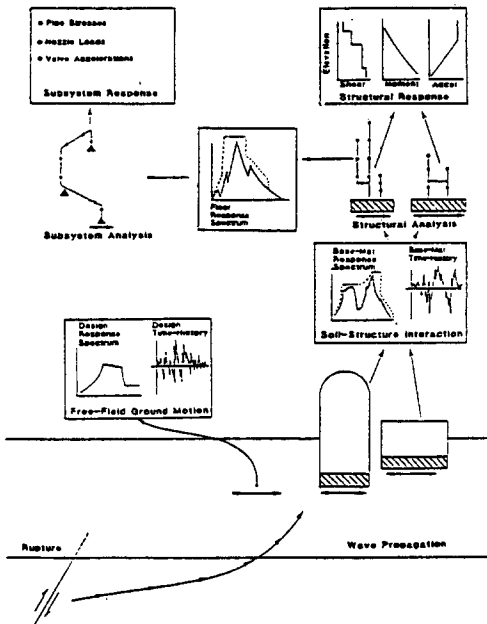 Pipe Stresses
Nozzle Loads
Valve Accelerations
Subsystem Response
Elevation
Shear
Moment
Accel
Structural Response
Subsystem Analysis
Floor
Response
Spectrum
Structural Analysis
Base-Mat
Response
Spectrum
Base-Mat
Time-History
Soil-Structure Interaction
Design
Response
Spectrum
Design
Time-History
Free-Field Ground Motion
Rupture
Wave Propagation